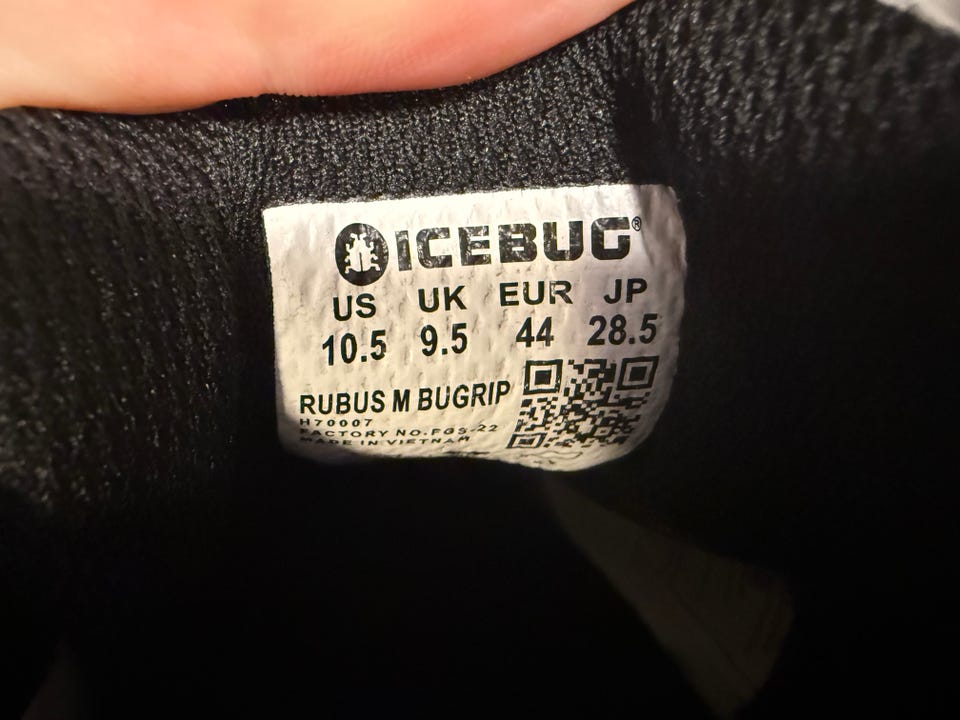 ICEBUG®
US UK EUR JP
10.5 9.5 44 28.5
RUBUS M BUGRIP
H70007
FACTORY NO.FGS-22
MADE IN VIETNAM